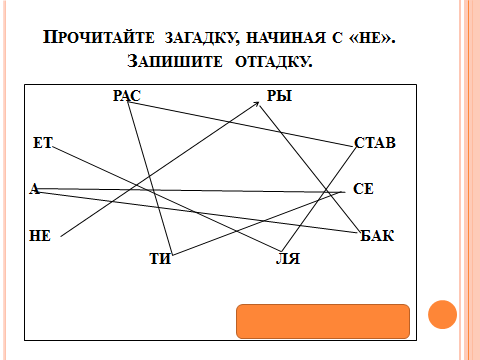 ПРОЧИТАЙТЕ ЗАГАДКУ, НАЧИНАЯ С «НЕ».
ЗАПИШИТЕ ОТГАДКУ.
РАС РЫ
ЕТ СТАВ
А СЕ
НЕ БАК
ТИ ЛЯ